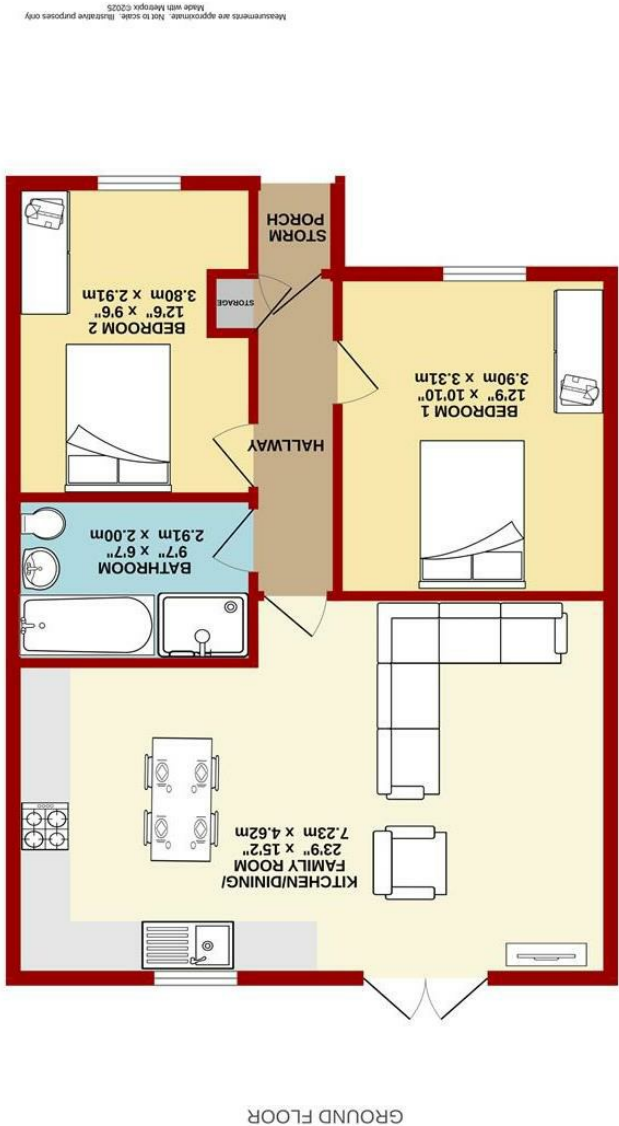 GROUND FLOOR
KITCHEN/DINING/
FAMILY ROOM
23'9" x 15'2"
7.23m x 4.62m
BATHROOM
9'7" x 6'7"
2.91m x 2.00m
HALLWAY
BEDROOM 1
12'9" x 10'10"
3.90m x 3.31m
BEDROOM 2
12'6" x 9'6"
3.80m x 2.91m
STORAGE
STORM
PORCH
Measurements are approximate. Not to scale. Illustrative purposes only
Made with Metropix ©2025